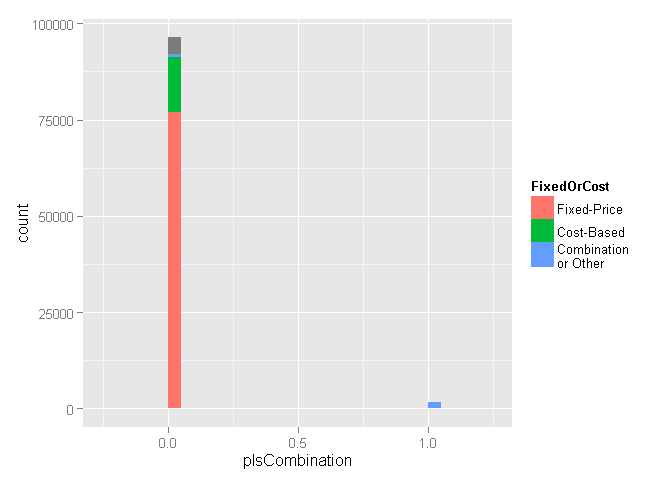 100000
75000
50000
25000
0
count
0.0 0.5 1.0
pIsCombination
FixedOrCost
Fixed-Price
Cost-Based
Combination
or Other